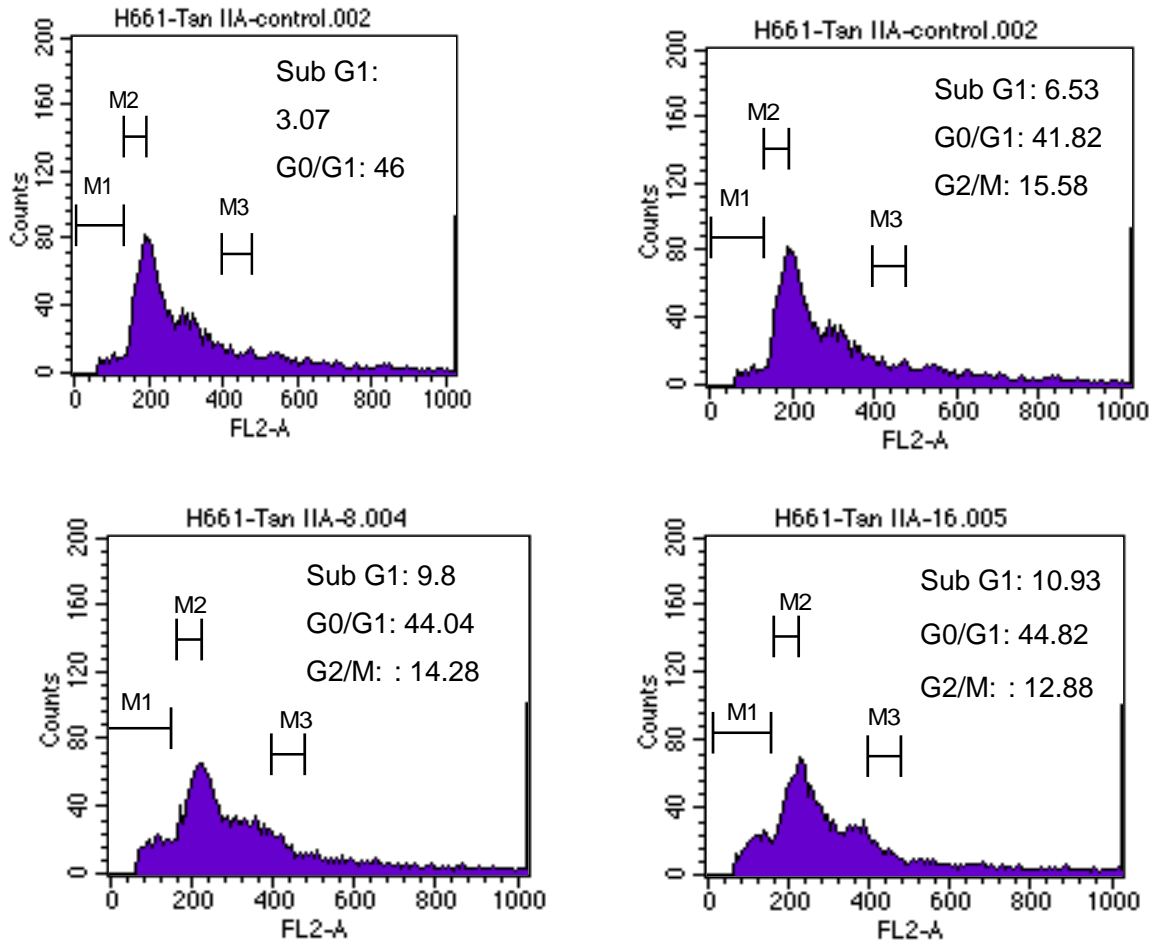 H661-Tan IIA-control.002
200
160
120
80
40
0
Counts
M1
M2
M3
Sub G1:
3.07
G0/G1: 46
0 200 400 600 800 1000
FL2-A
H661-Tan IIA-control.002
200
160
120
80
40
0
Counts
M1
M2
M3
Sub G1: 6.53
G0/G1: 41.82
G2/M: 15.58
0 200 400 600 800 1000
FL2-A
H661-Tan IIA-8.004
200
160
120
80
40
0
Counts
M1
M2
M3
Sub G1: 9.8
G0/G1: 44.04
G2/M: : 14.28
0 200 400 600 800 1000
FL2-A
H661-Tan IIA-16.005
200
160
120
80
40
0
Counts
M1
M2
M3
Sub G1: 10.93
G0/G1: 44.82
G2/M: : 12.88
0 200 400 600 800 1000
FL2-A